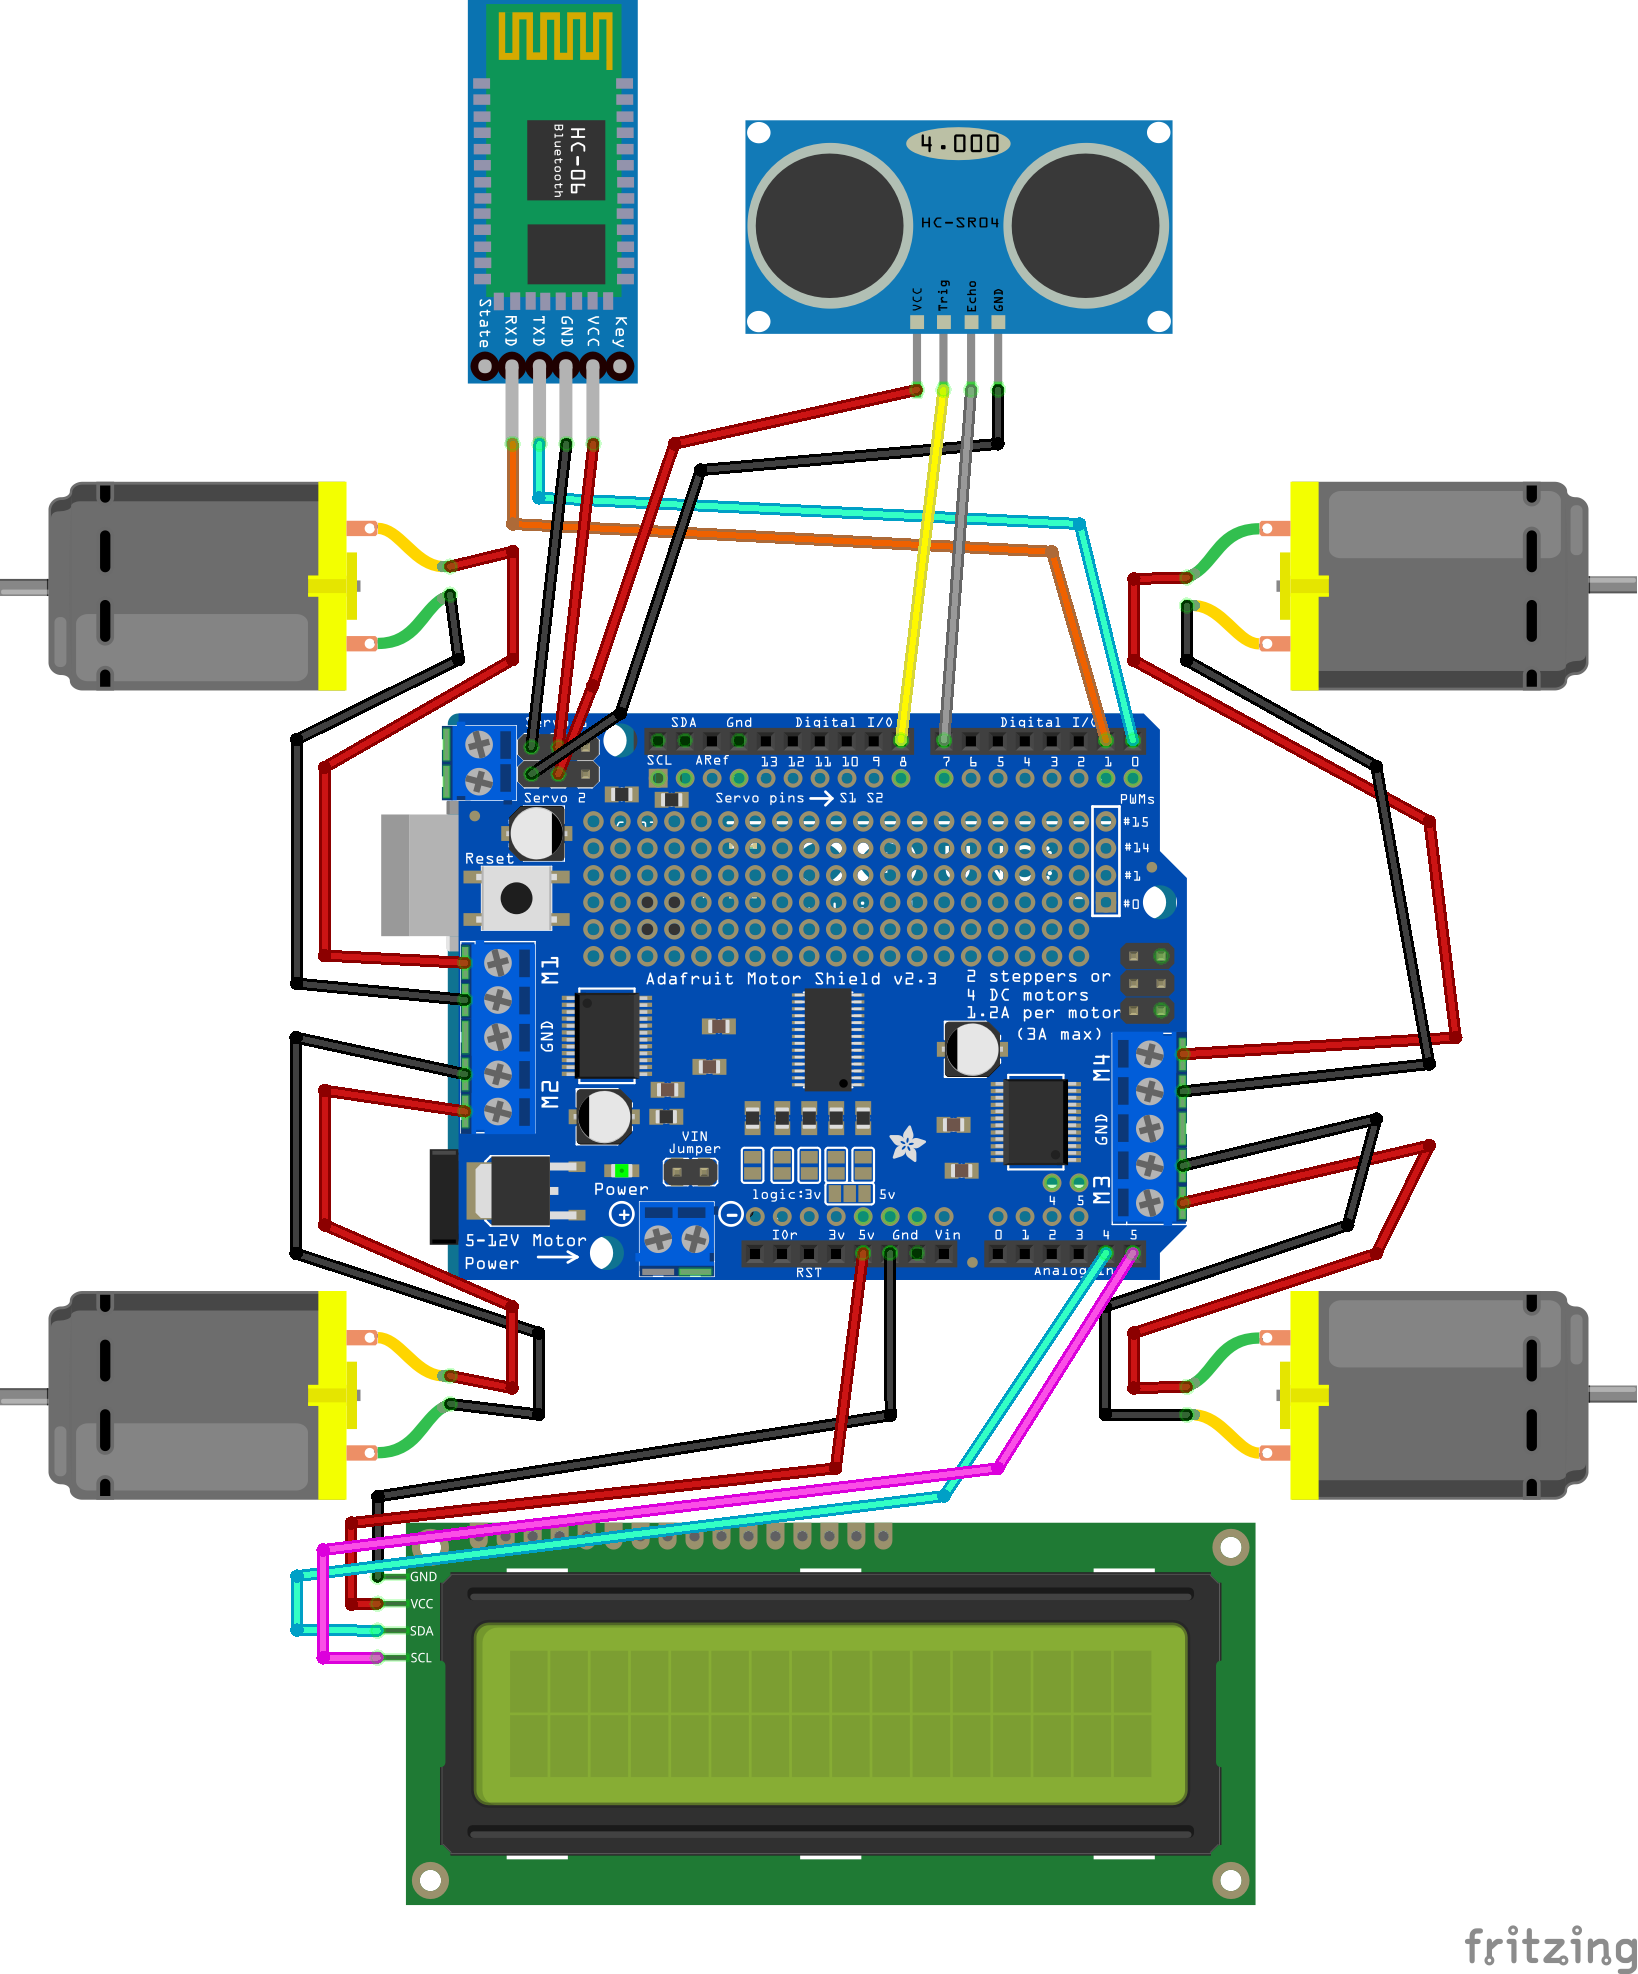 HC-06
Bluetooth
State
RXD
TXD
GND
VCC
Key
4.000
HC-SR04
VCC
Trig
Echo
GND
SDA
Gnd
Digital I/O
SCL
ARef
13
12
11
10
9
8
7
6
5
4
3
2
1
0
Servo 2
Servo pins → S1 S2
PWMs
#15
#14
#1
#0
Reset
M1
GND
M2
Adafruit Motor Shield v2.3
2 steppers or
4 DC motors
1.2A per motor
(3A max)
M4
GND
M3
VIN
Jumper
Power
+
-
logic:3v
5v
4
5
5-12V Motor
Power →
IOr
3v
5v
Gnd
Vin
RST
0
1
2
3
4
5
GND
VCC
SDA
SCL
fritzing